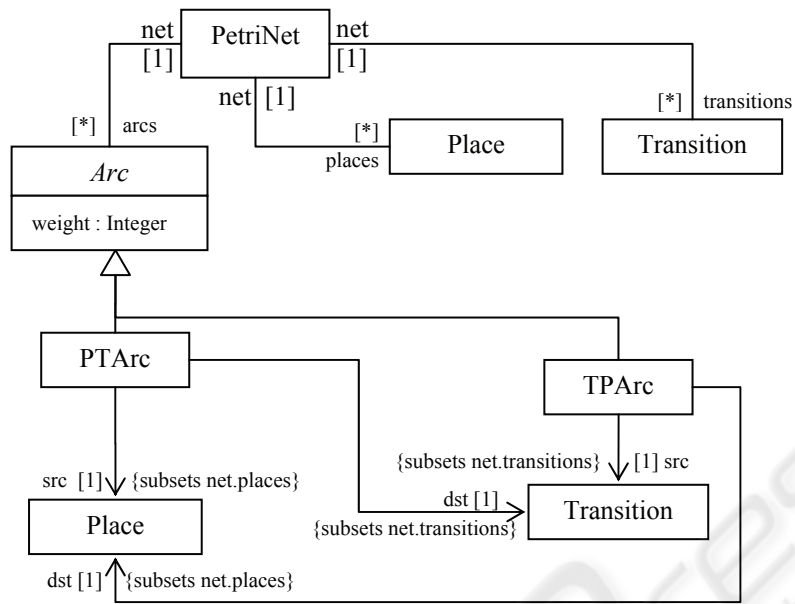 net
PetriNet
net
[1]
[1]
net [1]
[*] arcs
[*]
places
[*] transitions
Arc
Place
Transition
weight : Integer
PTArc
TPArc
{subsets net.transitions}
[1] src
src [1]
{subsets net.places}
dst [1]
{subsets net.transitions}
Transition
Place
dst [1]
{subsets net.places}